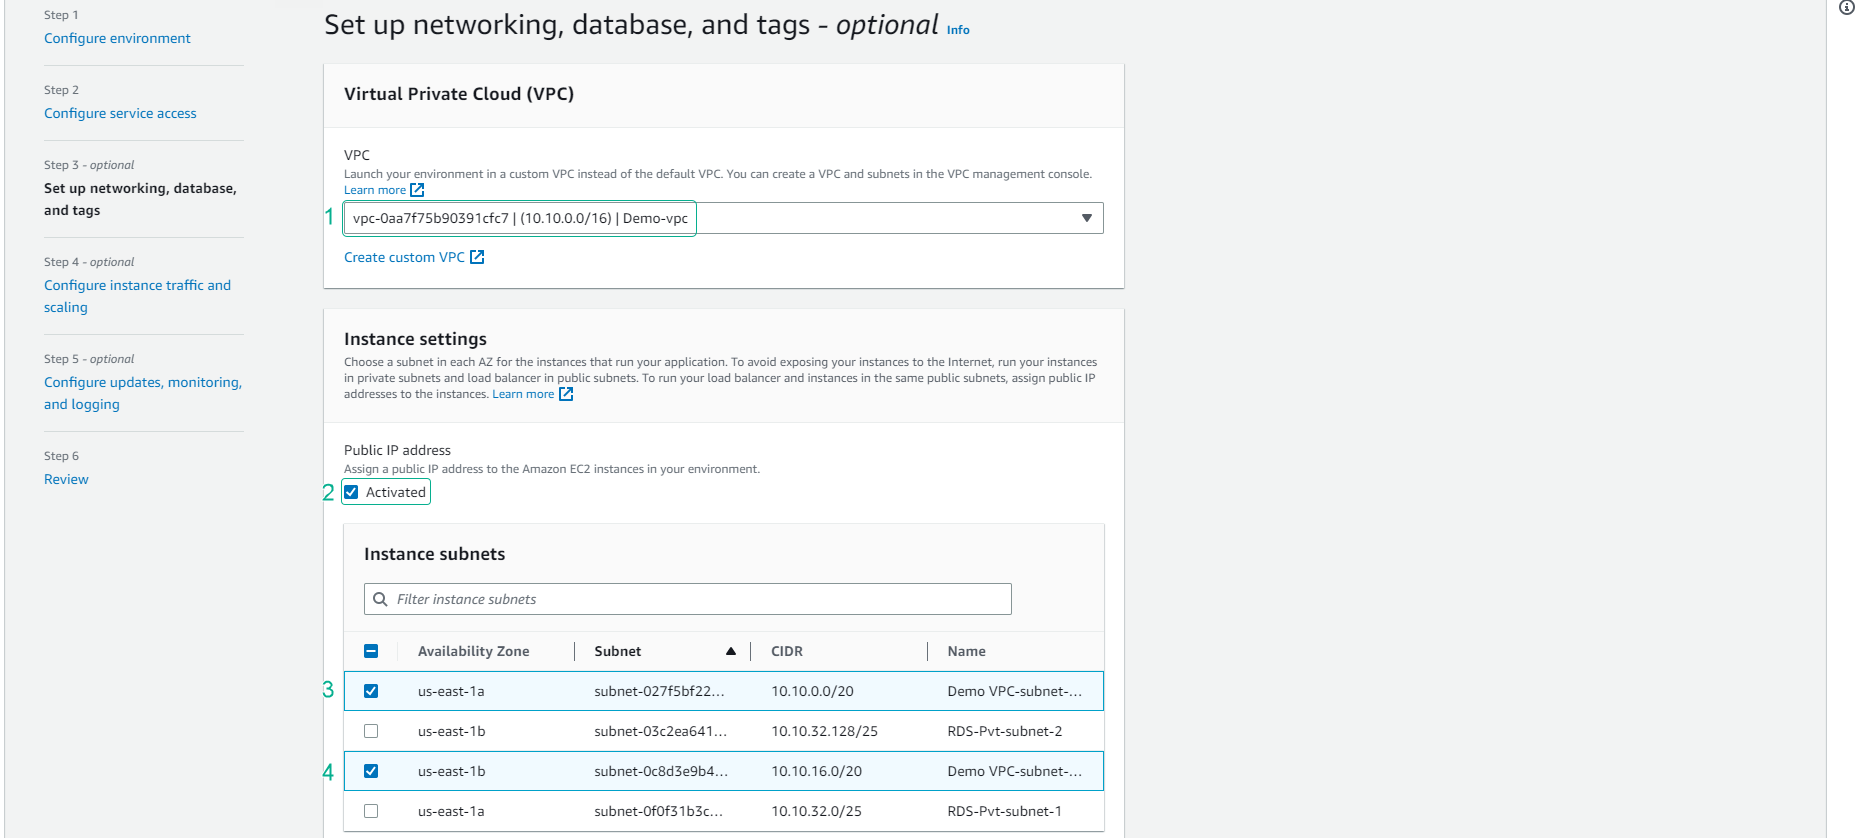 Step 1
Configure environment
Step 2
Configure service access
Step 3 - optional
Set up networking, database,
and tags
Step 4 - optional
Configure instance traffic and
scaling
Step 5 - optional
Configure updates, monitoring,
and logging
Step 6
Review
Set up networking, database, and tags - optional Info
Virtual Private Cloud (VPC)
VPC
Launch your environment in a custom VPC instead of the default VPC. You can create a VPC and subnets in the VPC management console.
Learn more
1 vpc-0aa7f75b90391cfc7 | (10.10.0.0/16) | Demo-vpc
Create custom VPC
Instance settings
Choose a subnet in each AZ for the instances that run your application. To avoid exposing your instances to the Internet, run your instances
in private subnets and load balancer in public subnets. To run your load balancer and instances in the same public subnets, assign public IP
addresses to the instances. Learn more
Public IP address
Assign a public IP address to the Amazon EC2 instances in your environment.
2 Activated
Instance subnets
Filter instance subnets
Availability Zone Subnet CIDR Name
3 us-east-1a subnet-027f5bf22... 10.10.0.0/20 Demo VPC-subnet-...
us-east-1b subnet-03c2ea641... 10.10.32.128/25 RDS-Pvt-subnet-2
4 us-east-1b subnet-0c8d3e9b4... 10.10.16.0/20 Demo VPC-subnet-...
us-east-1a subnet-0f0f31b3c... 10.10.32.0/25 RDS-Pvt-subnet-1